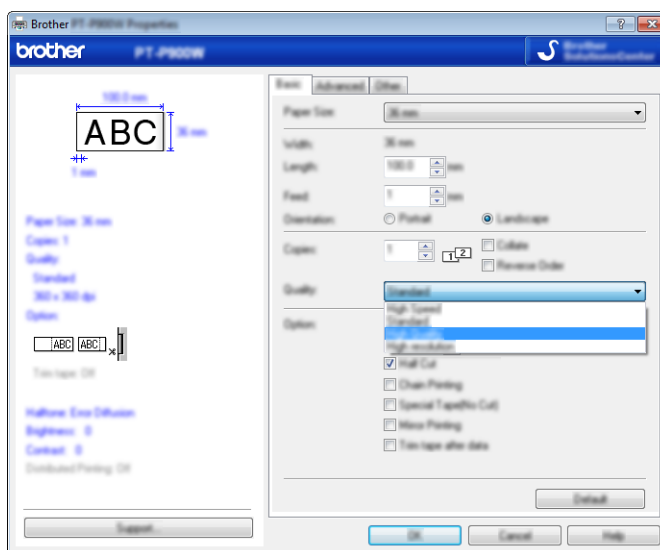 Brother PT-P900W Properties
brother PT-P900W
Brother
SolutionsCenter
100.0 mm
ABC
36 mm
1 mm
Paper Size: 36 mm
Copies: 1
Quality:
Standard
360 x 360 dpi
Option:
ABC ABC
Trim tape: Off
Halftone: Error Diffusion
Brightness: 0
Contrast: 0
Distributed Printing: Off
Support...
Basic Advanced Other
Paper Size: 36 mm
Width: 36 mm
Length: 100.0 mm
Feed: 1 mm
Orientation: Portrait Landscape
Copies: 1 1 2 Collate
Reverse Order
Quality: Standard
High Speed
Standard
High Quality
High resolution
Option:
Half Cut
Chain Printing
Special Tape(No Cut)
Mirror Printing
Trim tape after data
Default
OK Cancel Help